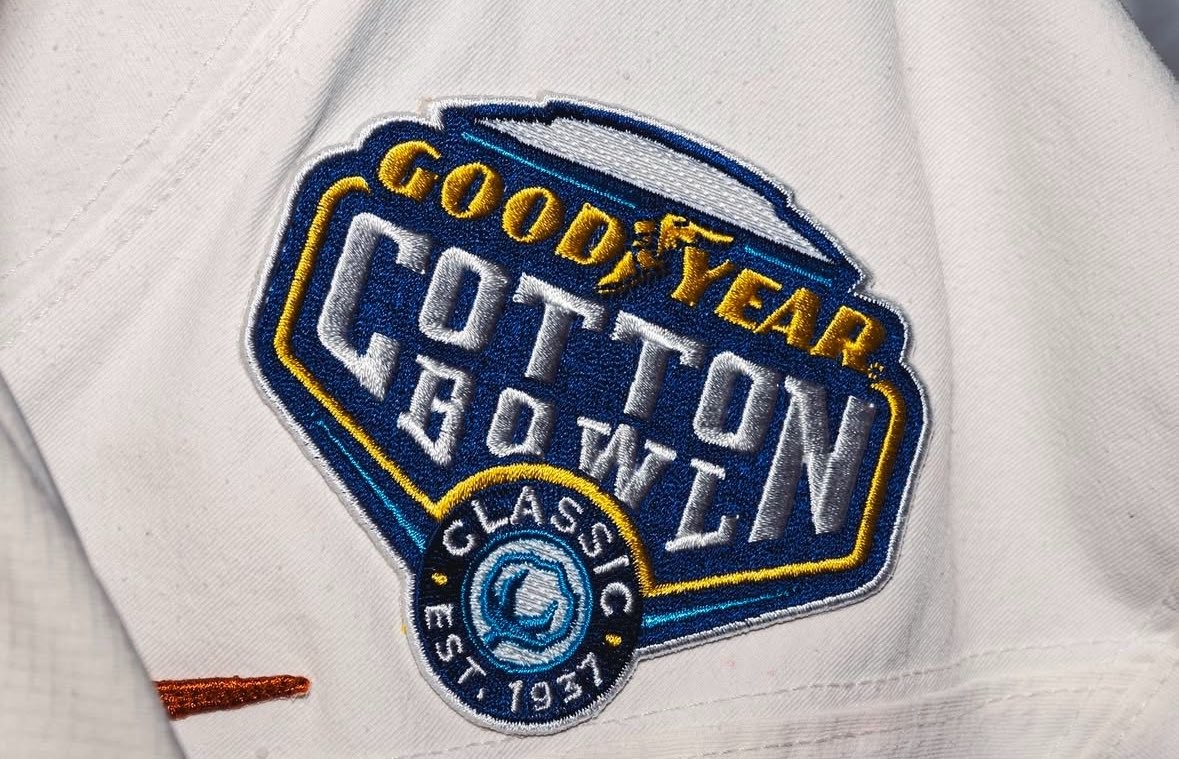 GOODYEAR
COTTON
BOWL
CLASSIC
EST. 1937